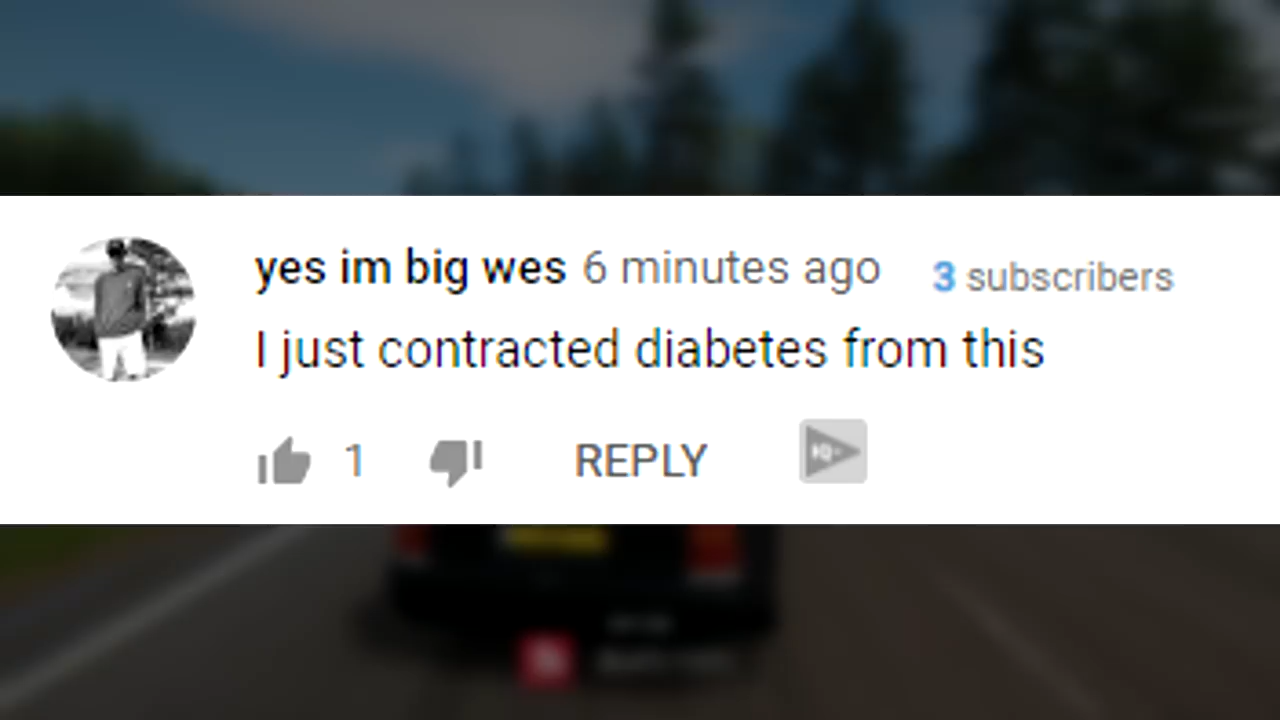 yes im big wes 6 minutes ago 3 subscribers
I just contracted diabetes from this
1 REPLY